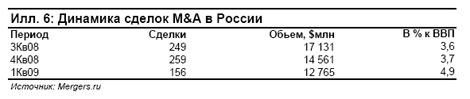 Илл. 6: Динамика сделок M&A в России
Период Сделки Объем, $млн В % к ВВП
3Кв08 249 17 131 3,6
4Кв08 259 14 561 3,7
1Кв09 156 12 765 4,9
Источник: Mergers.ru